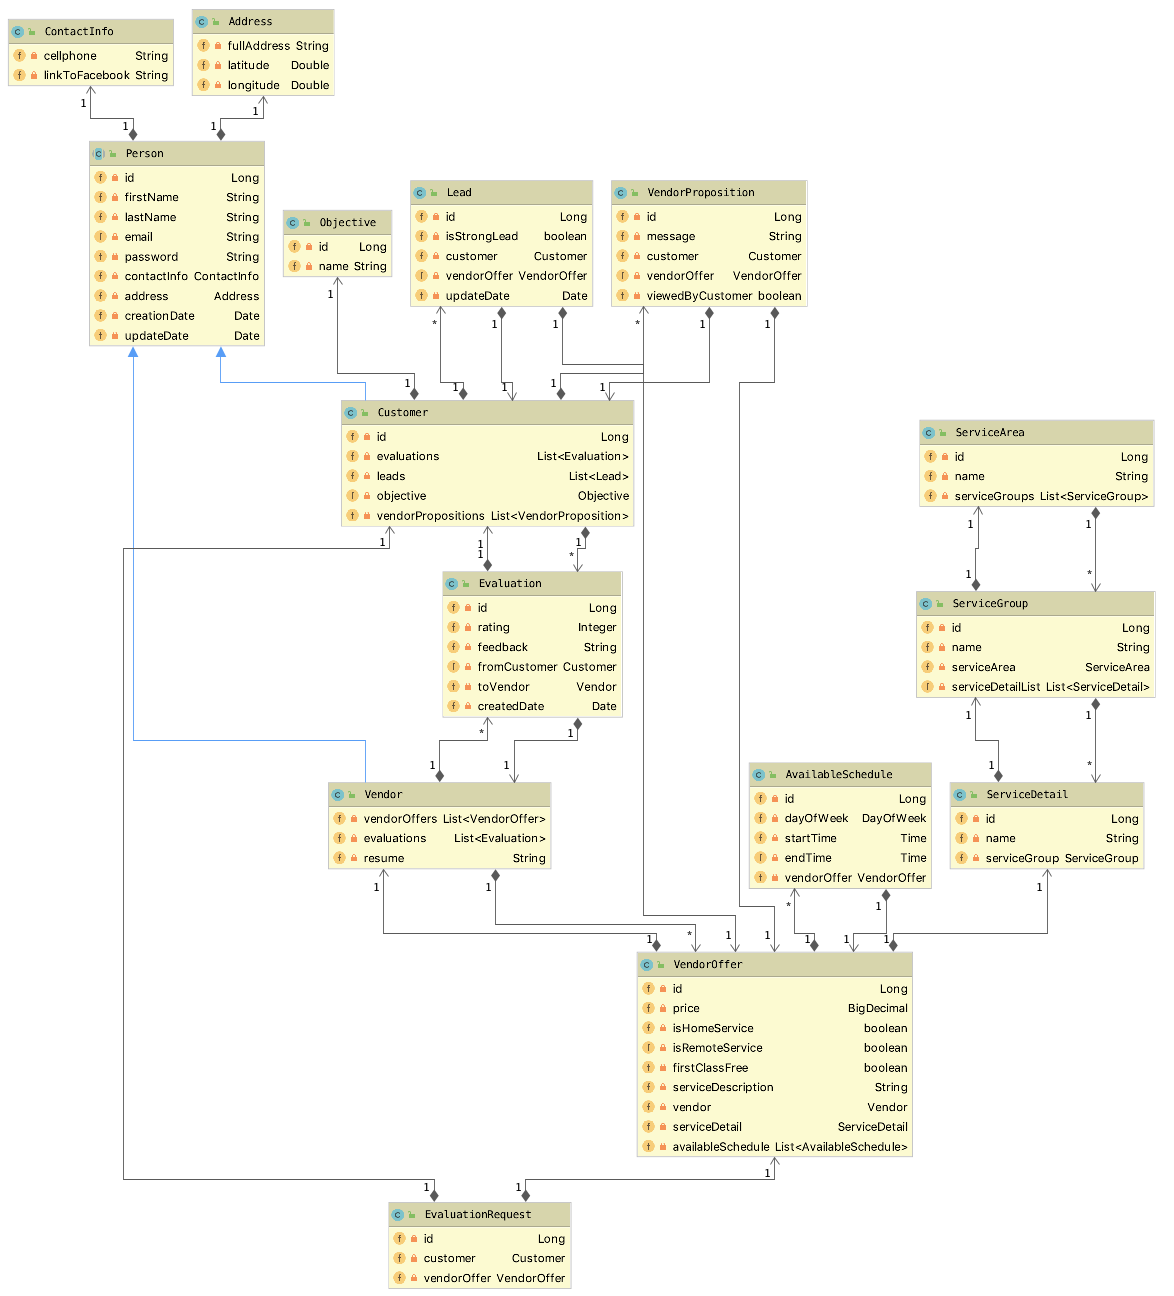 ContactInfo
cellphone String
linkToFacebook String
Address
fullAddress String
latitude Double
longitude Double
1
1
1
1
Person
id Long
firstName String
lastName String
email String
password String
contactInfo ContactInfo
address Address
creationDate Date
updateDate Date
Objective
id Long
name String
Lead
id Long
isStrongLead boolean
customer Customer
vendorOffer VendorOffer
updateDate Date
VendorProposition
id Long
message String
customer Customer
vendorOffer VendorOffer
viewedByCustomer boolean
1
*
1
1
*
1
1
1
1
1
1
1
Customer
id Long
evaluations List<Evaluation>
leads List<Lead>
objective Objective
vendorPropositions List<VendorProposition>
1
1
1
1
*
Evaluation
id Long
rating Integer
feedback String
fromCustomer Customer
toVendor Vendor
createdDate Date
*
1
1
1
Vendor
vendorOffers List<VendorOffer>
evaluations List<Evaluation>
resume String
ServiceArea
id Long
name String
serviceGroups List<ServiceGroup>
1
1
1
*
ServiceGroup
id Long
name String
serviceArea ServiceArea
serviceDetailList List<ServiceDetail>
1
1
1
*
AvailableSchedule
id Long
dayOfWeek DayOfWeek
startTime Time
endTime Time
vendorOffer VendorOffer
ServiceDetail
id Long
name String
serviceGroup ServiceGroup
1
1
*
1
1
1
*
1
1
1
1
1
VendorOffer
id Long
price BigDecimal
isHomeService boolean
isRemoteService boolean
firstClassFree boolean
serviceDescription String
vendor Vendor
serviceDetail ServiceDetail
availableSchedule List<AvailableSchedule>
1
1
1
EvaluationRequest
id Long
customer Customer
vendorOffer VendorOffer